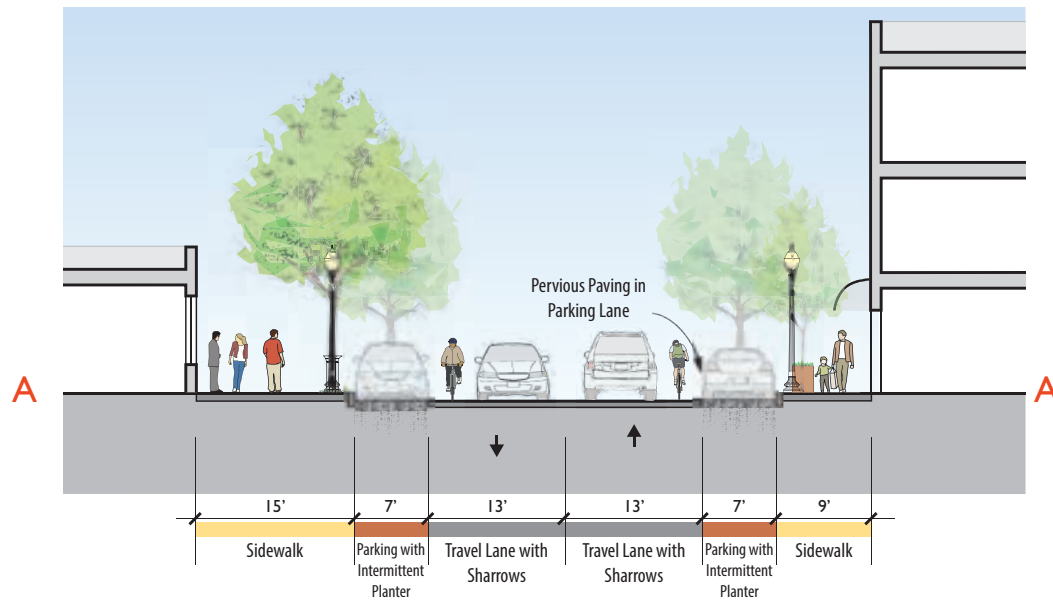 Pervious Paving in
Parking Lane
A
A
15’
7’
13’
13’
7’
9’
Sidewalk
Parking with
Intermittent
Planter
Travel Lane with
Sharrows
Travel Lane with
Sharrows
Parking with
Intermittent
Planter
Sidewalk